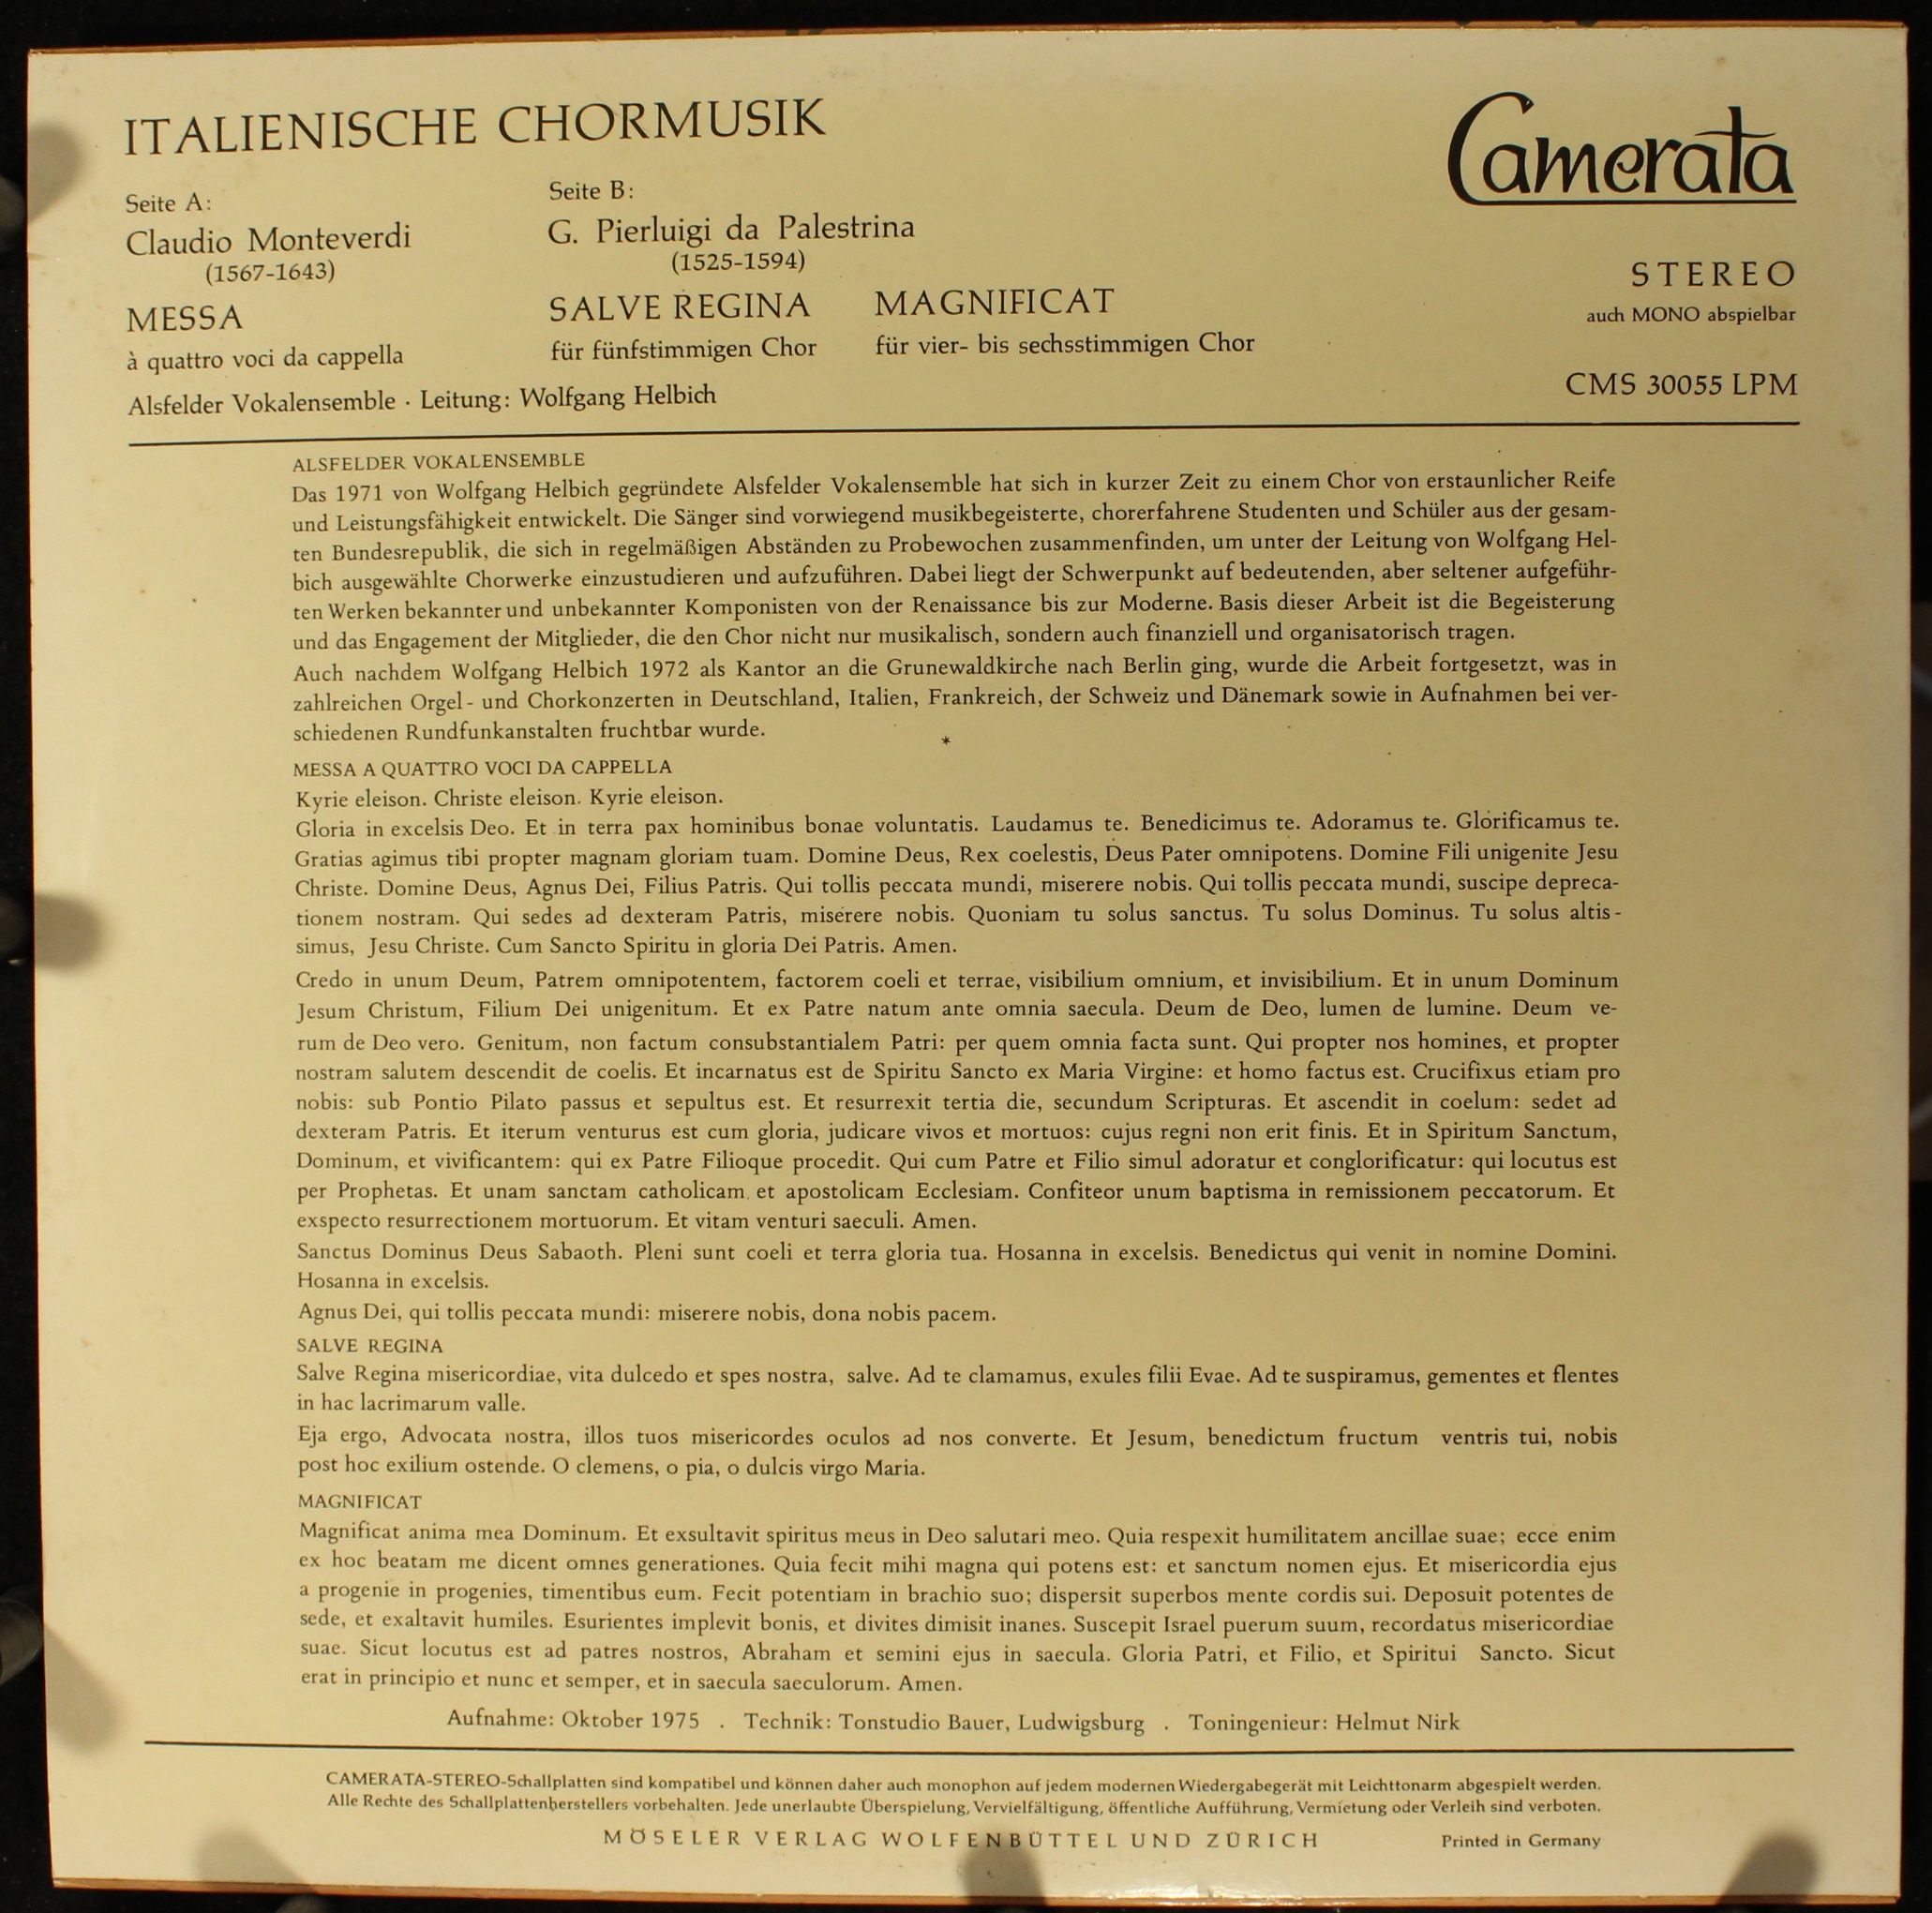 ITALIENISCHE CHORMUSIK
Camerata
Seite A:
Claudio Monteverdi
(1567-1643)
MESSA
à quattro voci da cappella
Seite B:
G. Pierluigi da Palestrina
(1525-1594)
SALVE REGINA
für fünfstimmigen Chor
MAGNIFICAT
für vier- bis sechsstimmigen Chor
Alsfelder Vokalensemble · Leitung: Wolfgang Helbich
STEREO
auch MONO abspielbar
CMS 30055 LPM
ALSFELDER VOKALENSEMBLE
Das 1971 von Wolfgang Helbich gegründete Alsfelder Vokalensemble hat sich in kurzer Zeit zu einem Chor von erstaunlicher Reife
und Leistungsfähigkeit entwickelt. Die Sänger sind vorwiegend musikbegeisterte, chorerfahrene Studenten und Schüler aus der gesam-
ten Bundesrepublik, die sich in regelmäßigen Abständen zu Probewochen zusammenfinden, um unter der Leitung von Wolfgang Hel-
bich ausgewählte Chorwerke einzustudieren und aufzuführen. Dabei liegt der Schwerpunkt auf bedeutenden, aber seltener aufgeführ-
ten Werken bekannter und unbekannter Komponisten von der Renaissance bis zur Moderne. Basis dieser Arbeit ist die Begeisterung
und das Engagement der Mitglieder, die den Chor nicht nur musikalisch, sondern auch finanziell und organisatorisch tragen.
Auch nachdem Wolfgang Helbich 1972 als Kantor an die Grunewaldkirche nach Berlin ging, wurde die Arbeit fortgesetzt, was in
zahlreichen Orgel- und Chorkonzerten in Deutschland, Italien, Frankreich, der Schweiz und Dänemark sowie in Aufnahmen bei ver-
schiedenen Rundfunkanstalten fruchtbar wurde.
*
MESSA A QUATTRO VOCI DA CAPPELLA
Kyrie eleison. Christe eleison. Kyrie eleison.
Gloria in excelsis Deo. Et in terra pax hominibus bonae voluntatis. Laudamus te. Benedicimus te. Adoramus te. Glorificamus te.
Gratias agimus tibi propter magnam gloriam tuam. Domine Deus, Rex coelestis, Deus Pater omnipotens. Domine Fili unigenite Jesu
Christe. Domine Deus, Agnus Dei, Filius Patris. Qui tollis peccata mundi, miserere nobis. Qui tollis peccata mundi, suscipe depreca-
tionem nostram. Qui sedes ad dexteram Patris, miserere nobis. Quoniam tu solus sanctus. Tu solus Dominus. Tu solus altis-
simus, Jesu Christe. Cum Sancto Spiritu in gloria Dei Patris. Amen.
Credo in unum Deum, Patrem omnipotentem, factorem coeli et terrae, visibilium omnium, et invisibilium. Et in unum Dominum
Jesum Christum, Filium Dei unigenitum. Et ex Patre natum ante omnia saecula. Deum de Deo, lumen de lumine. Deum ve-
rum de Deo vero. Genitum, non factum consubstantialem Patri: per quem omnia facta sunt. Qui propter nos homines, et propter
nostram salutem descendit de coelis. Et incarnatus est de Spiritu Sancto ex Maria Virgine: et homo factus est. Crucifixus etiam pro
nobis: sub Pontio Pilato passus et sepultus est. Et resurrexit tertia die, secundum Scripturas. Et ascendit in coelum: sedet ad
dexteram Patris. Et iterum venturus est cum gloria, judicare vivos et mortuos: cujus regni non erit finis. Et in Spiritum Sanctum,
Dominum, et vivificantem: qui ex Patre Filioque procedit. Qui cum Patre et Filio simul adoratur et conglorificatur: qui locutus est
per Prophetas. Et unam sanctam catholicam et apostolicam Ecclesiam. Confiteor unum baptisma in remissionem peccatorum. Et
exspecto resurrectionem mortuorum. Et vitam venturi saeculi. Amen.
Sanctus Dominus Deus Sabaoth. Pleni sunt coeli et terra gloria tua. Hosanna in excelsis. Benedictus qui venit in nomine Domini.
Hosanna in excelsis.
Agnus Dei, qui tollis peccata mundi: miserere nobis, dona nobis pacem.
SALVE REGINA
Salve Regina misericordiae, vita dulcedo et spes nostra, salve. Ad te clamamus, exules filii Evae. Ad te suspiramus, gementes et flentes
in hac lacrimarum valle.
Eja ergo, Advocata nostra, illos tuos misericordes oculos ad nos converte. Et Jesum, benedictum fructum ventris tui, nobis
post hoc exilium ostende. O clemens, o pia, o dulcis virgo Maria.
MAGNIFICAT
Magnificat anima mea Dominum. Et exsultavit spiritus meus in Deo salutari meo. Quia respexit humilitatem ancillae suae; ecce enim
ex hoc beatam me dicent omnes generationes. Quia fecit mihi magna qui potens est: et sanctum nomen ejus. Et misericordia ejus
a progenie in progenies, timentibus eum. Fecit potentiam in brachio suo; dispersit superbos mente cordis sui. Deposuit potentes de
sede, et exaltavit humiles. Esurientes implevit bonis, et divites dimisit inanes. Suscepit Israel puerum suum, recordatus misericordiae
suae. Sicut locutus est ad patres nostros, Abraham et semini ejus in saecula. Gloria Patri, et Filio, et Spiritui Sancto. Sicut
erat in principio et nunc et semper, et in saecula saeculorum. Amen.
Aufnahme: Oktober 1975 . Technik: Tonstudio Bauer, Ludwigsburg . Toningenieur: Helmut Nirk
CAMERATA-STEREO-Schallplatten sind kompatibel und können daher auch monophon auf jedem modernen Wiedergabegerät mit Leichttonarm abgespielt werden.
Alle Rechte des Schallplattenherstellers vorbehalten. Jede unerlaubte Überspielung, Vervielfältigung, öffentliche Aufführung, Vermietung oder Verleih sind verboten.
MÖSELER VERLAG WOLFENBÜTTEL UND ZÜRICH
Printed in Germany